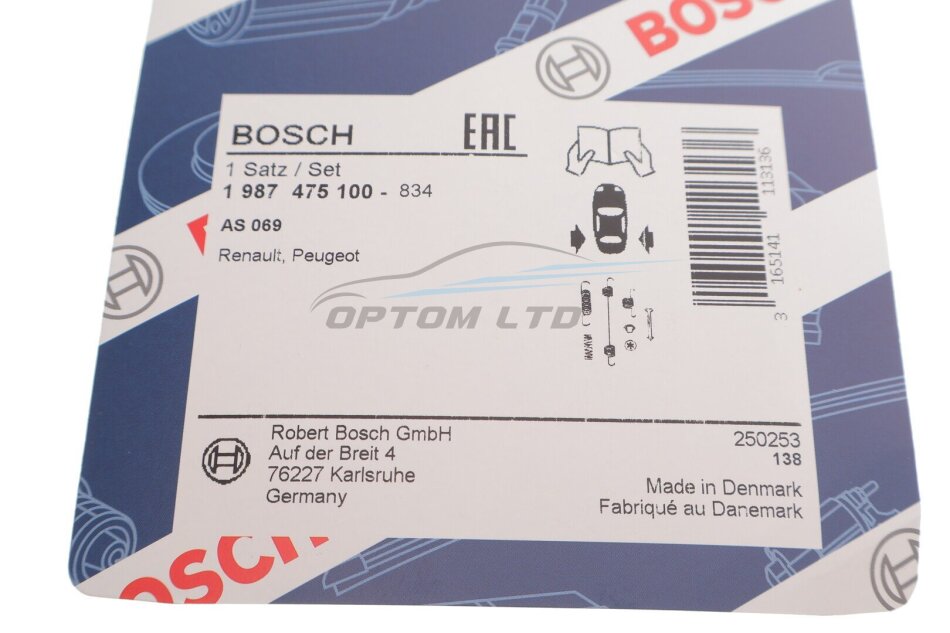 BOSCH
BOSCH EAC
1 Satz / Set
1 987 475 100 - 834
AS 069
Renault, Peugeot
3 165141 113136
OPTOM LTD
Robert Bosch GmbH
Auf der Breit 4
76227 Karlsruhe
Germany
250253
138
Made in Denmark
Fabriqué au Danemark
BOSCH